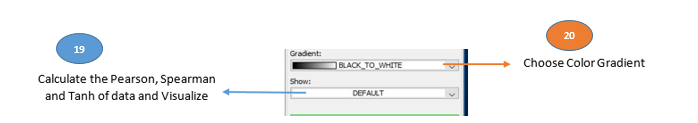 19
20
Gradient:
BLACK_TO_WHITE
Choose Color Gradient
Calculate the Pearson, Spearman
and Tanh of data and Visualize
Show:
DEFAULT